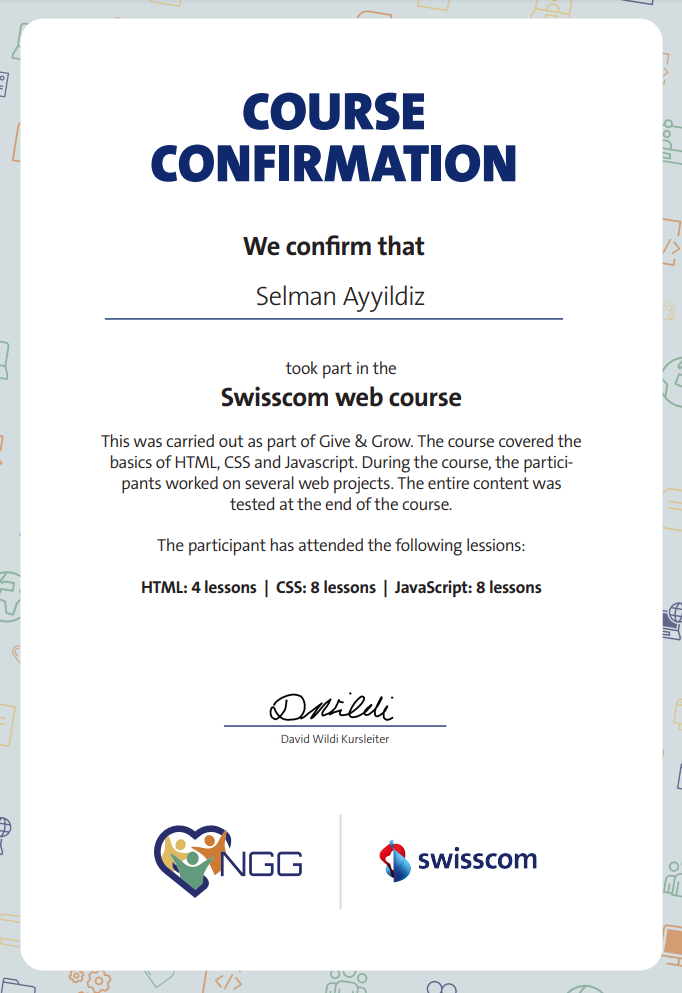 COURSE
CONFIRMATION
We confirm that
Selman Ayyildiz
took part in the
Swisscom web course
This was carried out as part of Give & Grow. The course covered the
basics of HTML, CSS and Javascript. During the course, the partici-
pants worked on several web projects. The entire content was
tested at the end of the course.
The participant has attended the following lessions:
HTML: 4 lessons | CSS: 8 lessons | JavaScript: 8 lessons
DWildi
David Wildi Kursleiter
NGG
swisscom